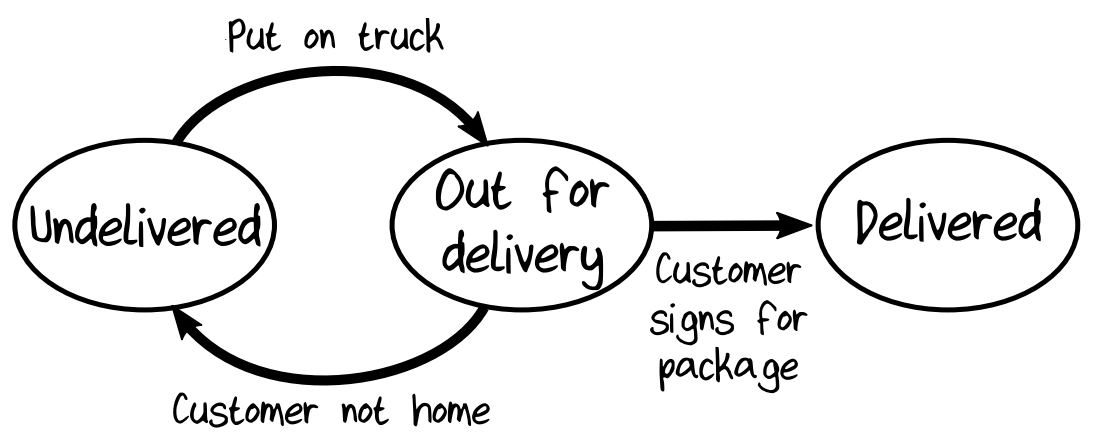 Put on truck
Undelivered
Out for
delivery
Delivered
Customer
signs for
package
Customer not home